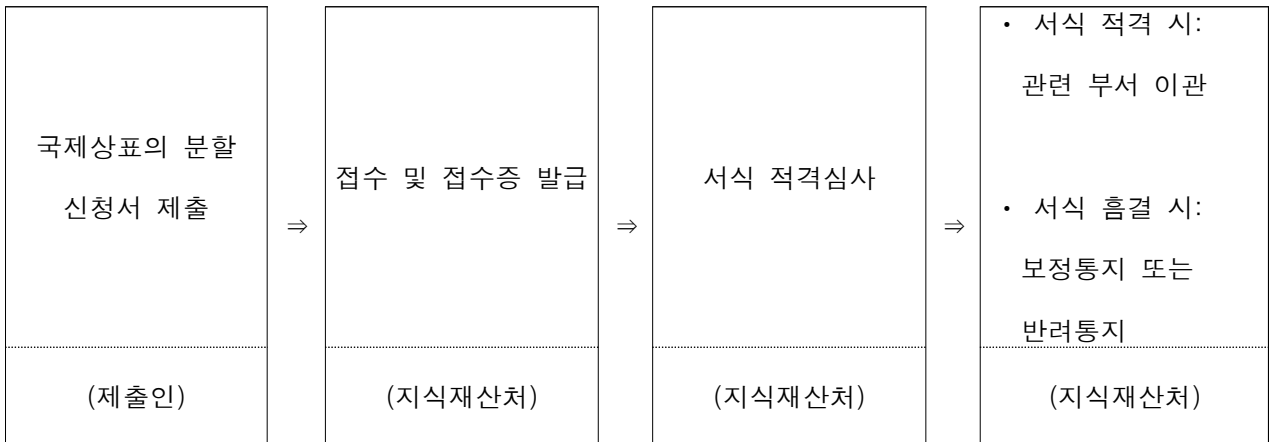 국제상표의 분할
신청서 제출
(제출인)
⇒
접수 및 접수증 발급
(지식재산처)
⇒
서식 적격심사
(지식재산처)
⇒
• 서식 적격 시:
관련 부서 이관
• 서식 흠결 시:
보정통지 또는
반려통지
(지식재산처)